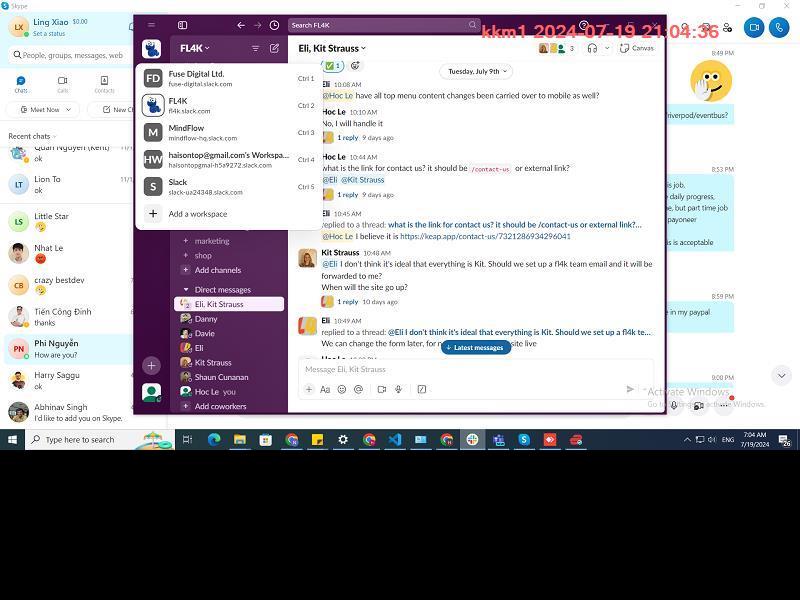 Skype
LX
Ling Xiao
$0.00
Set a status
People, groups, messages, web
Chats
Calls
Contacts
Meet Now
New C
Recent chats
ok
LT
Lion To
ok
11/
LS
Little Star
Nhat Le
CB
crazy bestdev
ok
Tiến Công Đinh
thanks
PN
Phi Nguyễn
How are you?
Harry Saggu
ok
Abhinav Singh
I'd like to add you on Skype.
Search FL4K
kkm1 2024-07-19 21:04:36
FL4K
FD
Fuse Digital Ltd.
fuse-digital.slack.com
Ctrl 1
FL4K
fl4k.slack.com
Ctrl 2
M
MindFlow
mindflow-hq.slack.com
Ctrl 3
HW
haisontop@gmail.com's Workspa...
haisontopgmai-h5a9272.slack.com
Ctrl 4
S
Slack
slack-ua24348.slack.com
Ctrl 5
Add a workspace
marketing
shop
Add channels
Direct messages
Eli, Kit Strauss
Danny
Davie
Eli
Kit Strauss
Shaun Cunanan
Hoc Le you
Add coworkers
Eli, Kit Strauss
3
Canvas
1
Tuesday, July 9th
Eli 10:08 AM
@Hoc Le have all top menu content changes been carried over to mobile as well?
Hoc Le 10:10 AM
No, I will handle it
1 reply 9 days ago
Hoc Le 10:44 AM
what is the link for contact us? it should be /contact-us or external link?
@Eli @Kit Strauss
1 reply 9 days ago
Eli 10:45 AM
replied to a thread: what is the link for contact us? it should be /contact-us or external link?...
@Hoc Le I believe it is https://keap.app/contact-us/7321286934296041
Kit Strauss 10:48 AM
@Eli I don't think it's ideal that everything is Kit. Should we set up a fl4k team email and it will be
forwarded to me?
When will the site go up?
1 reply 10 days ago
Eli 10:49 AM
replied to a thread: @Eli I don't think it's ideal that everything is Kit. Should we set up a fl4k te...
We can change the form later, for
site live
Latest messages
Message Eli, Kit Strauss
Aa
8:49 PM
riverpod/eventbus?
8:53 PM
is job.
e daily progress,
e, but part time job
payoneer
is acceptable
8:59 PM
e in my paypal
9:00 PM
Activate Windows
Type here to search
ENG
7:04 AM
7/19/2024
26